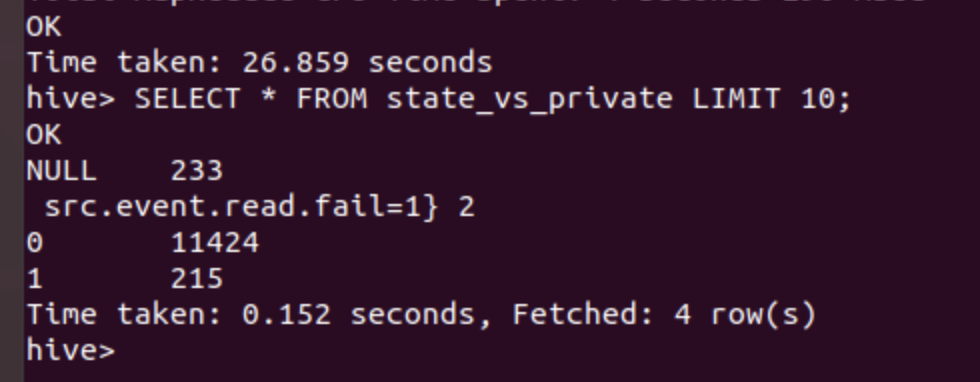 OK
Time taken: 26.859 seconds
hive> SELECT * FROM state_vs_private LIMIT 10;
OK
NULL    233
 src.event.read.fail=1} 2
0       11424
1       215
Time taken: 0.152 seconds, Fetched: 4 row(s)
hive>